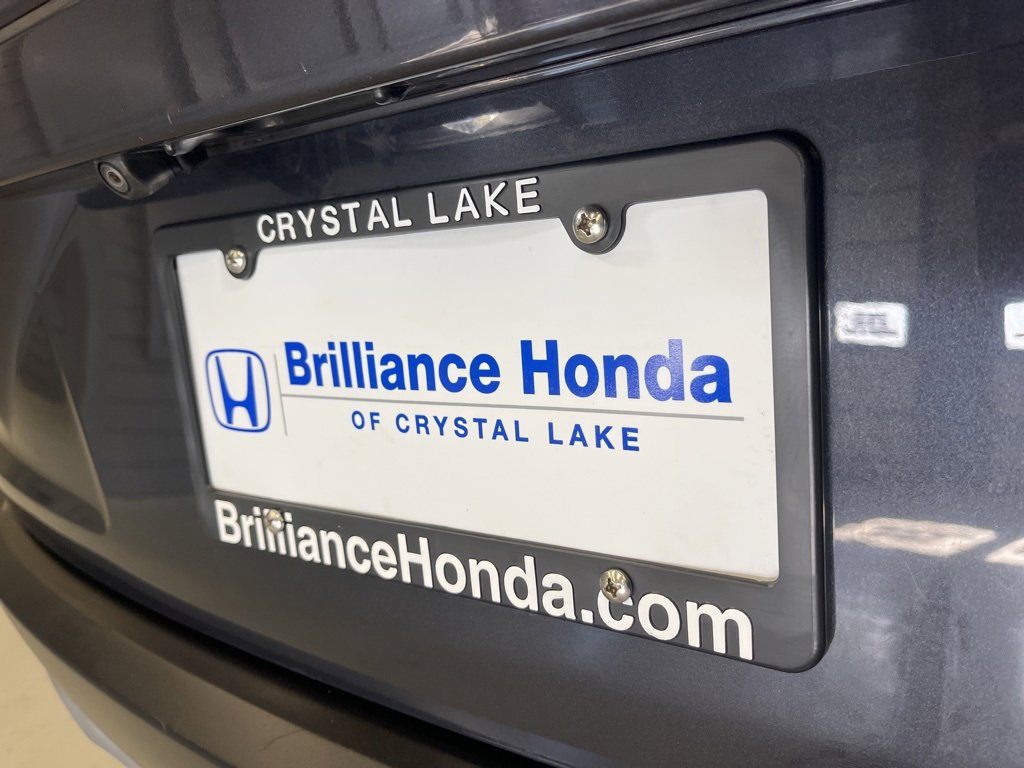 CRYSTAL LAKE
Brilliance Honda
OF CRYSTAL LAKE
BrillianceHonda.com